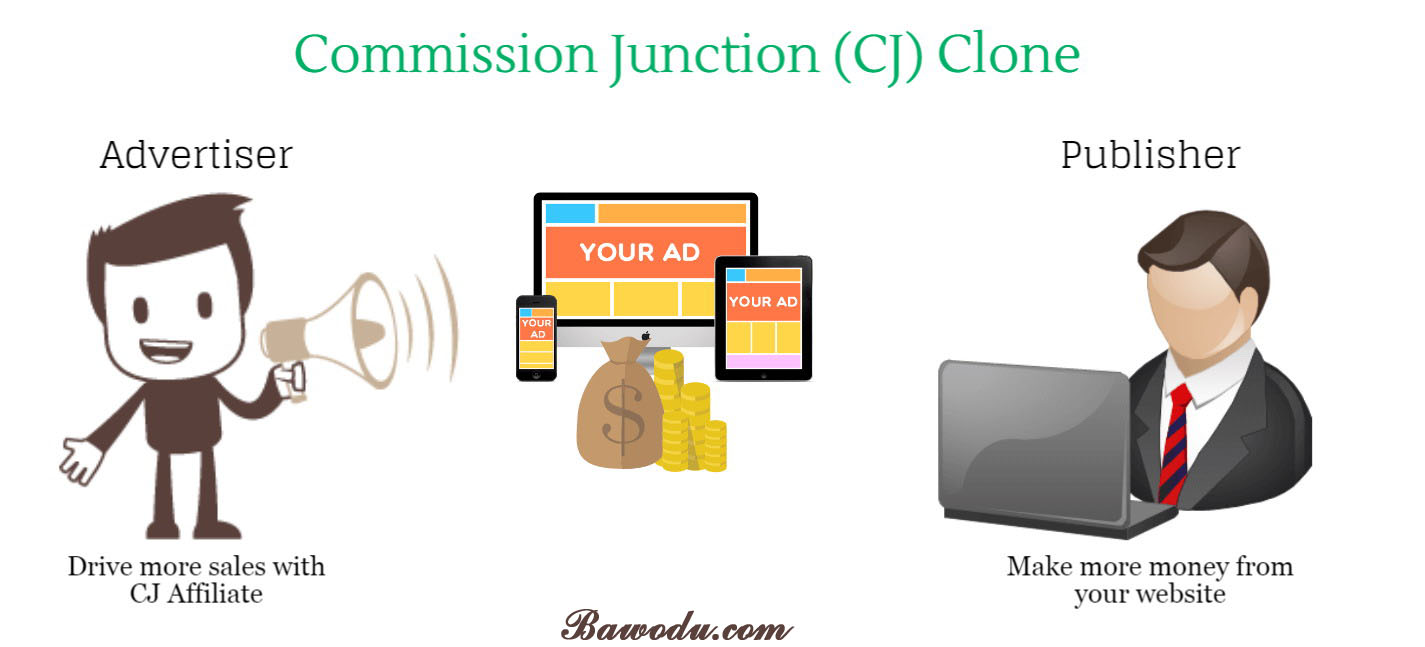 Commission Junction (CJ) Clone
Advertiser
Publisher
YOUR AD
YOUR AD
YOUR
AD
$
Drive more sales with
CJ Affiliate
Make more money from
your website
Bawodu.com